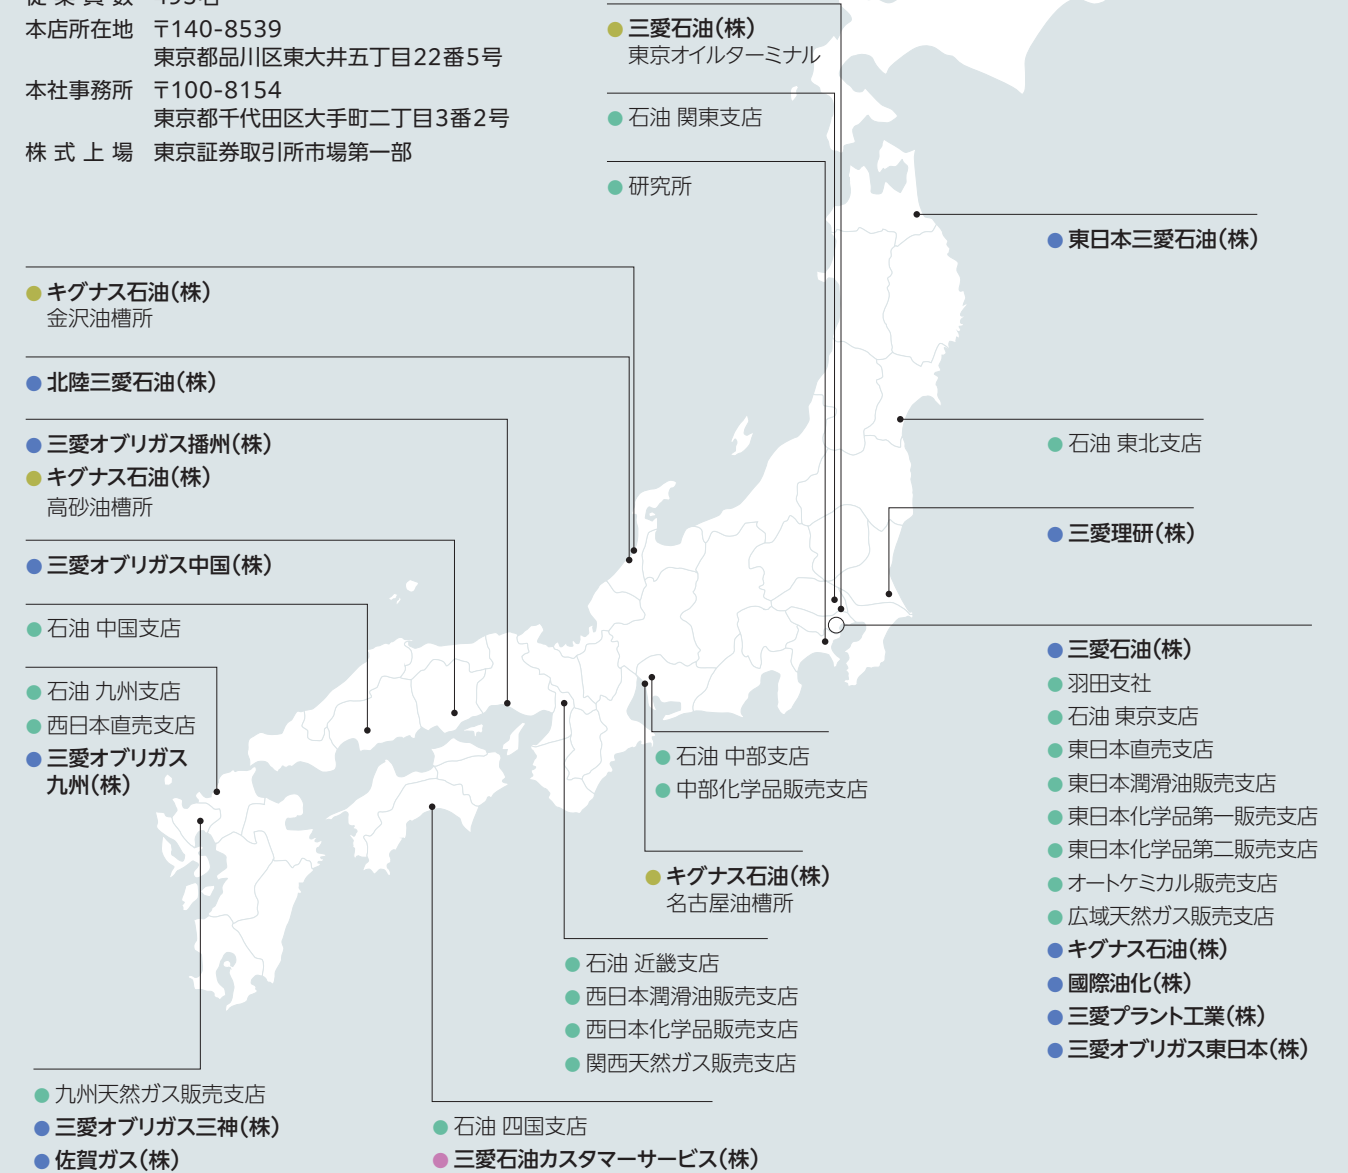 本店所在地 〒140-8539
東京都品川区東大井五丁目22番5号
本社事務所 〒100-8154
東京都千代田区大手町二丁目3番2号
株式上場 東京証券取引所市場第一部
三愛石油(株)
東京オイルターミナル
石油 関東支店
研究所
東日本三愛石油(株)
キグナス石油(株)
金沢油槽所
北陸三愛石油(株)
三愛オブリガス播州(株)
キグナス石油(株)
高砂油槽所
三愛オブリガス中国(株)
石油 中国支店
石油 九州支店
西日本直売支店
三愛オブリガス
九州(株)
石油 東北支店
三愛理研(株)
三愛石油(株)
羽田支社
石油 東京支店
東日本直売支店
東日本潤滑油販売支店
東日本化学品第一販売支店
東日本化学品第二販売支店
オートケミカル販売支店
広域天然ガス販売支店
キグナス石油(株)
國際油化(株)
三愛プラント工業(株)
三愛オブリガス東日本(株)
石油 中部支店
中部化学品販売支店
キグナス石油(株)
名古屋油槽所
石油 近畿支店
西日本潤滑油販売支店
西日本化学品販売支店
関西天然ガス販売支店
九州天然ガス販売支店
三愛オブリガス三神(株)
佐賀ガス(株)
石油 四国支店
三愛石油カスタマーサービス(株)